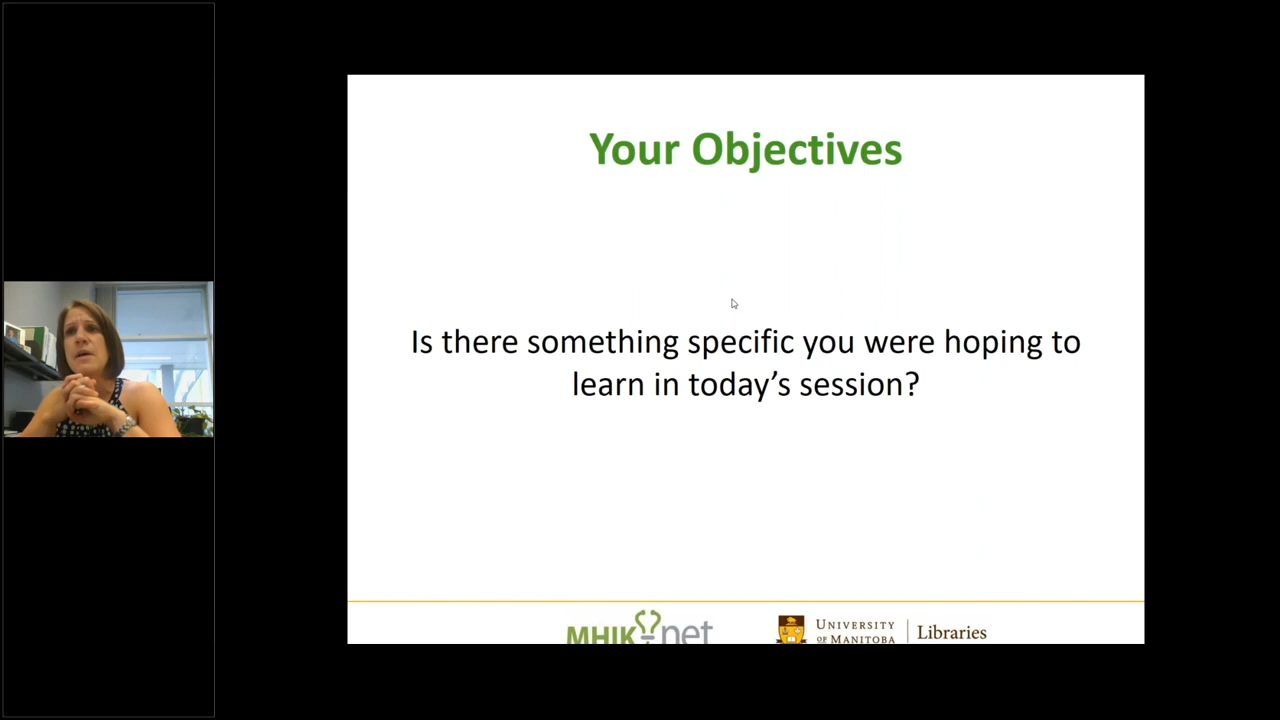 Your Objectives
Is there something specific you were hoping to
learn in today's session?
MHIK net
UNIVERSITY
OF MANITOBA
Libraries